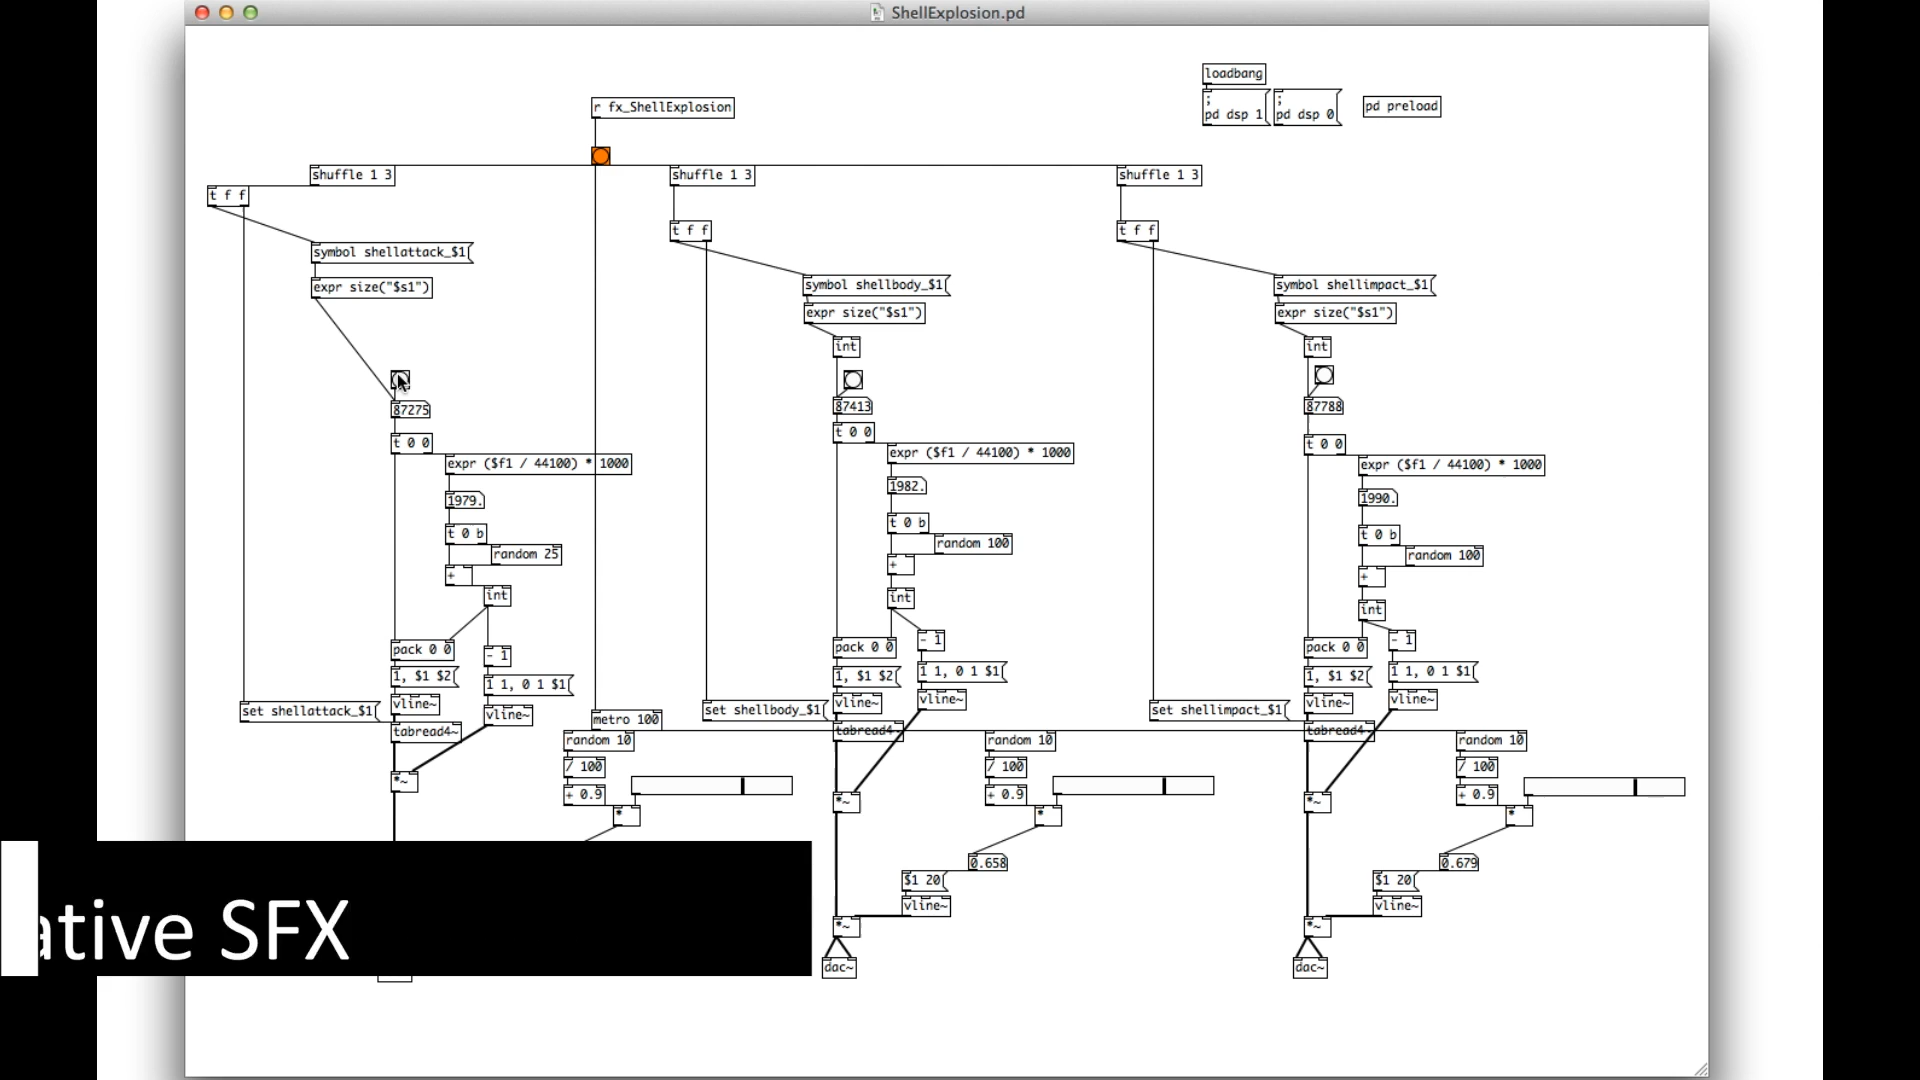 ShellExplosion.pd
loadbang
;
pd dsp 1
;
pd dsp 0
pd preload
r fx_ShellExplosion
shuffle 1 3
shuffle 1 3
shuffle 1 3
t f f
t f f
t f f
symbol shellattack_$1
expr size("$s1")
symbol shellbody_$1
expr size("$s1")
symbol shellimpact_$1
expr size("$s1")
int
int
87275
87413
87788
t 0 0
t 0 0
t 0 0
expr ($f1 / 44100) * 1000
expr ($f1 / 44100) * 1000
expr ($f1 / 44100) * 1000
1979.
1982.
1990.
t 0 b
t 0 b
t 0 b
random 25
random 100
random 100
+
+
+
int
int
int
pack 0 0
- 1
pack 0 0
- 1
pack 0 0
- 1
1, $1 $2
1 1, 0 1 $1
1, $1 $2
1 1, 0 1 $1
1, $1 $2
1 1, 0 1 $1
vline~
vline~
vline~
vline~
vline~
vline~
set shellattack_$1
set shellbody_$1
set shellimpact_$1
metro 100
tabread4~
tabread4~
tabread4~
random 10
random 10
random 10
/ 100
/ 100
/ 100
+ 0.9
+ 0.9
+ 0.9
*~
*~
*~
*
*
*
0.658
0.679
$1 20
$1 20
vline~
vline~
*~
*~
dac~
dac~
ative SFX